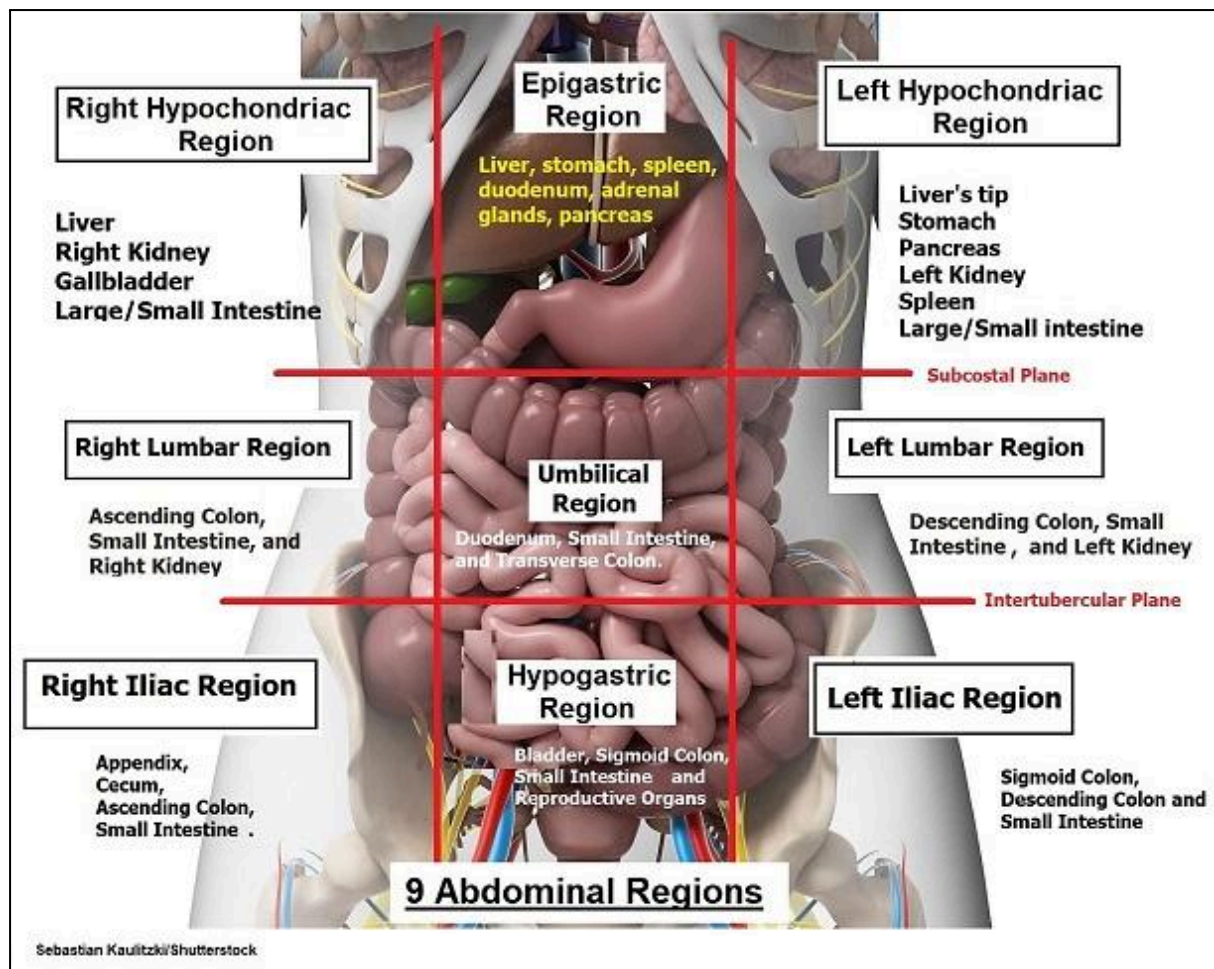 Right Hypochondriac
Region
Liver
Right Kidney
Gallbladder
Large/Small Intestine
Epigastric
Region
Liver, stomach, spleen,
duodenum, adrenal
glands, pancreas
Left Hypochondriac
Region
Liver's tip
Stomach
Pancreas
Left Kidney
Spleen
Large/Small intestine
Subcostal Plane
Right Lumbar Region
Ascending Colon,
Small Intestine, and
Right Kidney
Umbilical
Region
Duodenum, Small Intestine,
and Transverse Colon.
Left Lumbar Region
Descending Colon, Small
Intestine , and Left Kidney
Intertubercular Plane
Right Iliac Region
Appendix,
Cecum,
Ascending Colon,
Small Intestine .
Hypogastric
Region
Bladder, Sigmoid Colon,
Small Intestine and
Reproductive Organs
Left Iliac Region
Sigmoid Colon,
Descending Colon and
Small Intestine
9 Abdominal Regions
Sebastian Kaulitzki/Shutterstock